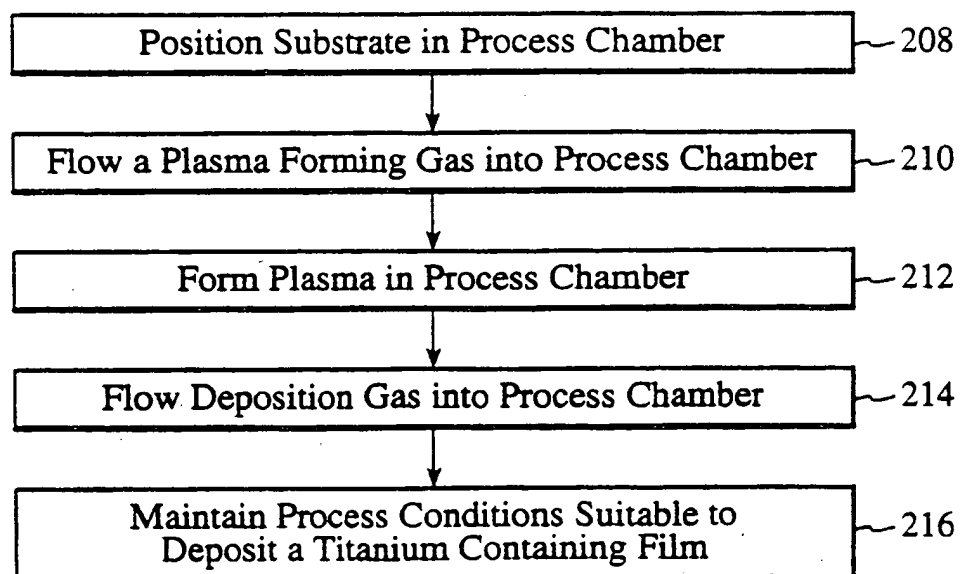 Position Substrate in Process Chamber 208
Flow a Plasma Forming Gas into Process Chamber 210
Form Plasma in Process Chamber 212
Flow Deposition Gas into Process Chamber 214
Maintain Process Conditions Suitable to
Deposit a Titanium Containing Film 216